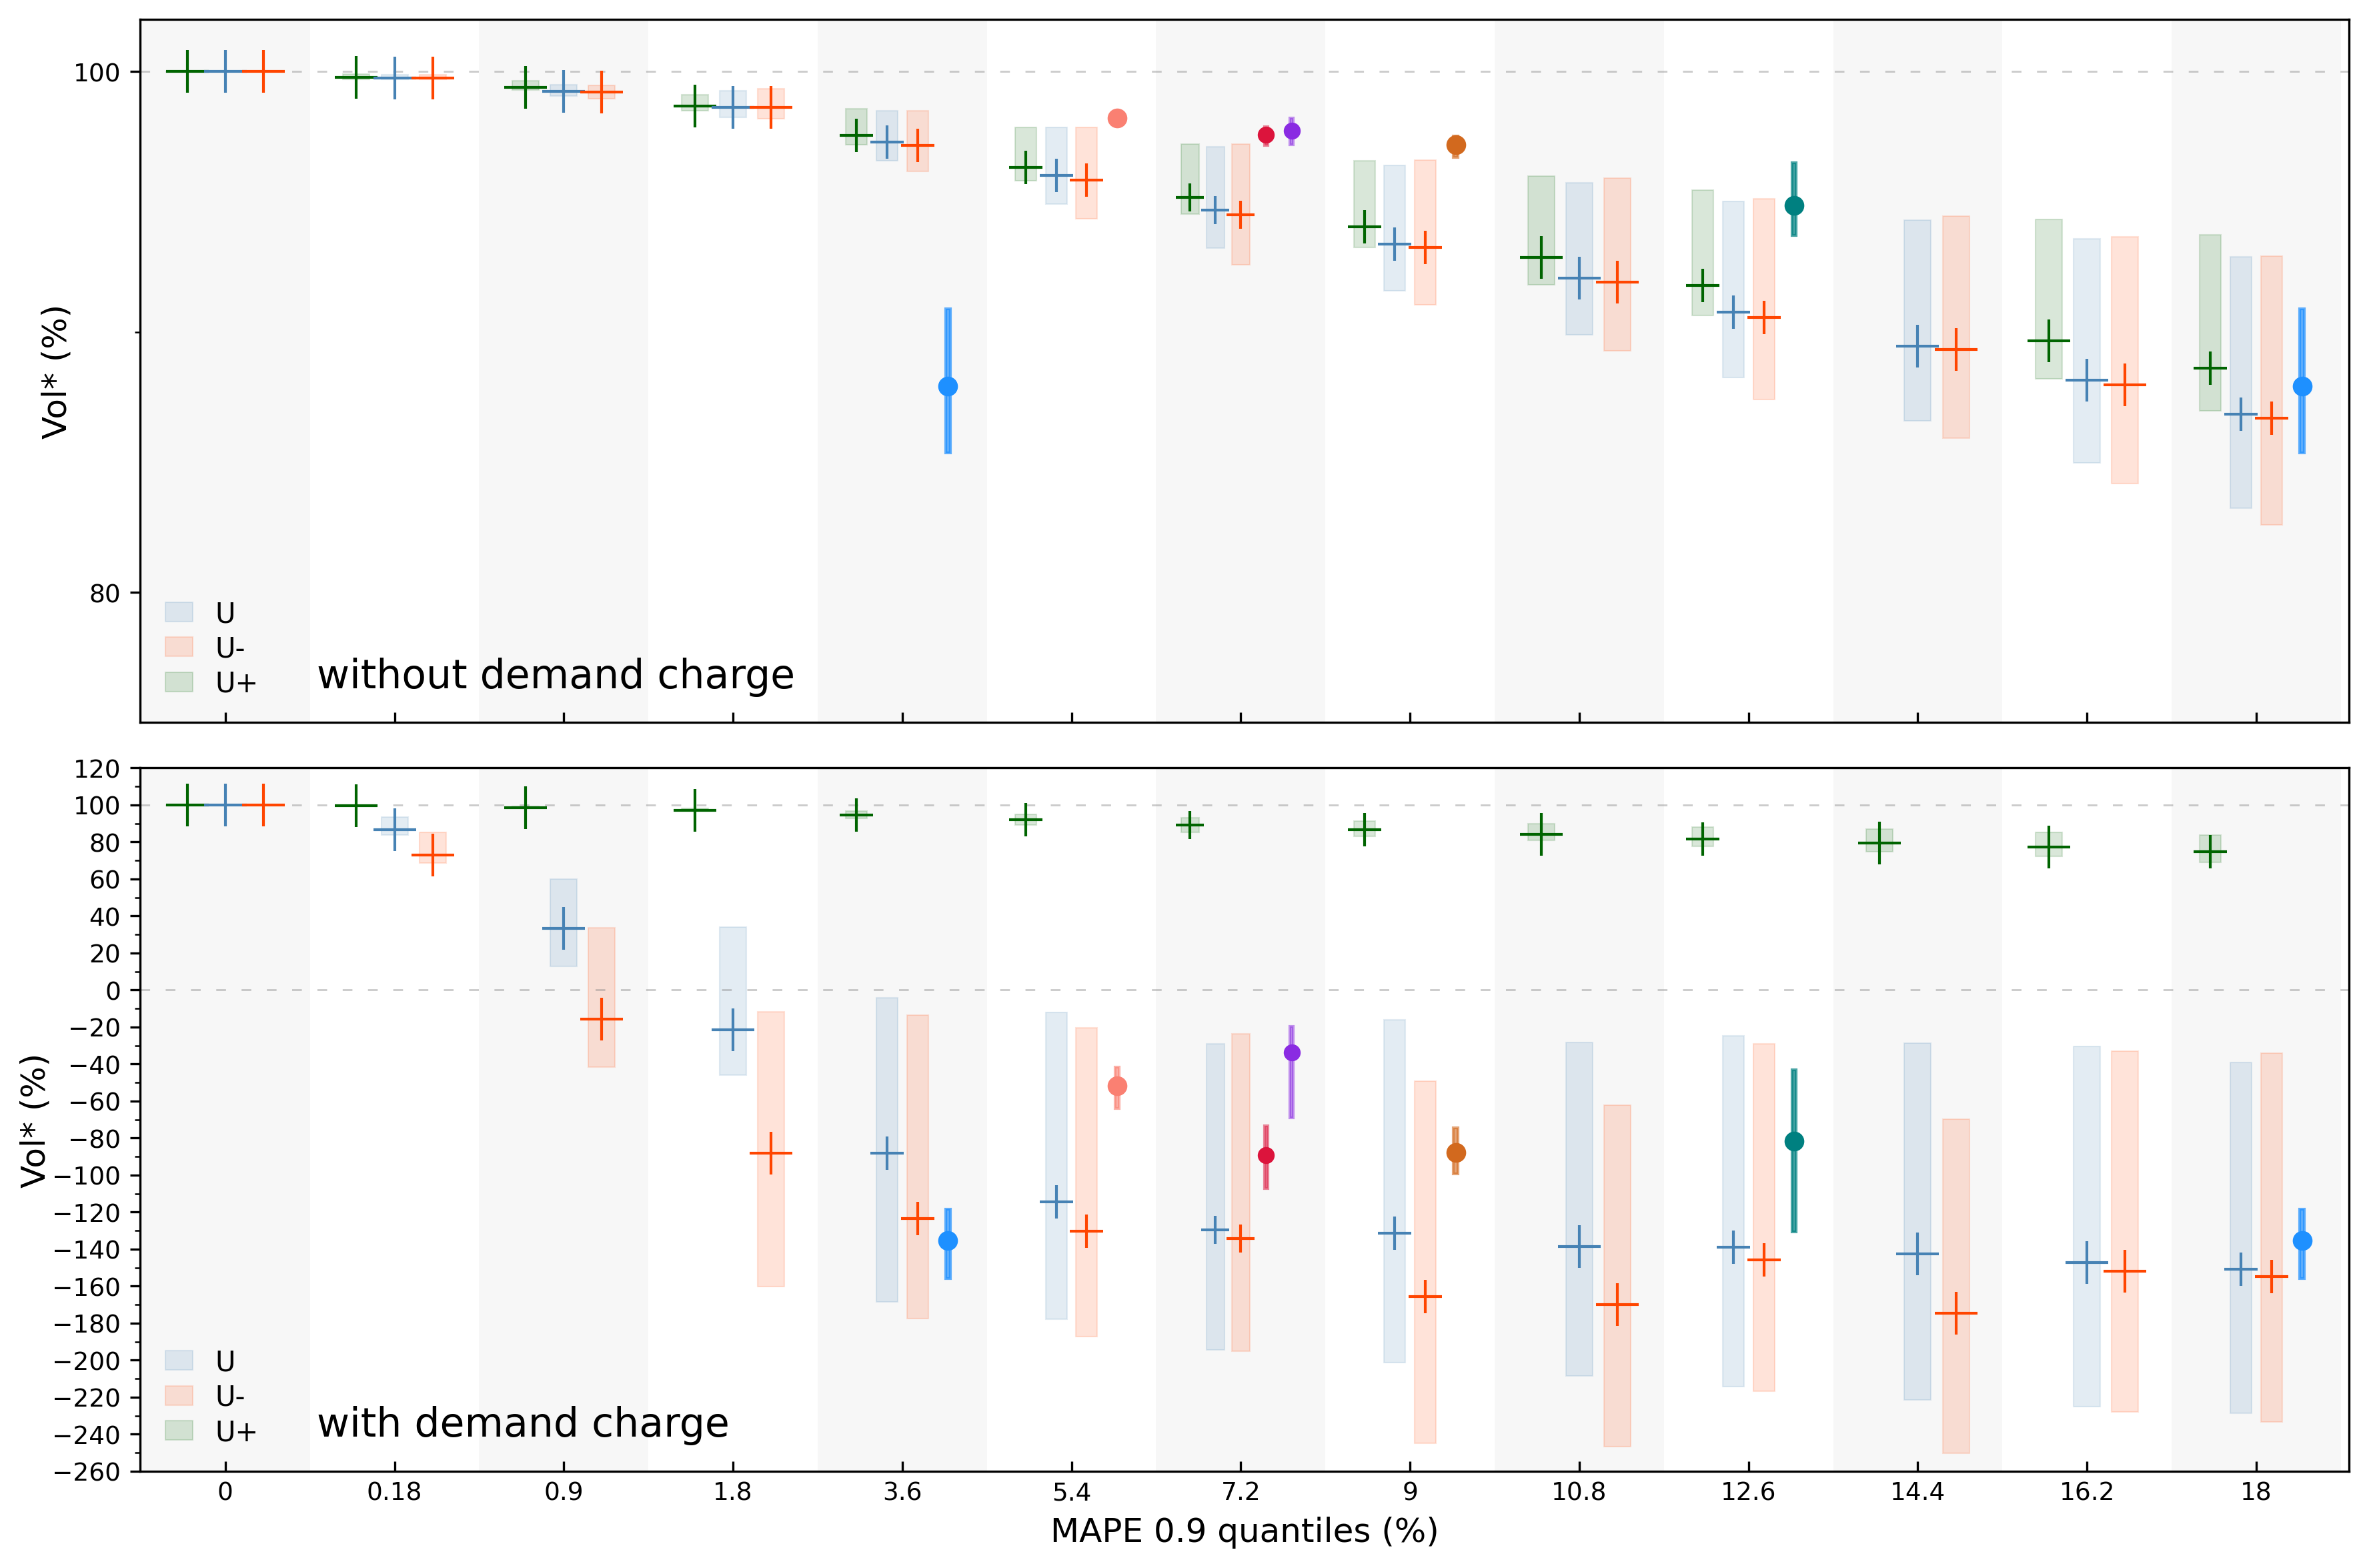 100
80
Vol* (%)
U
U-
U+
without demand charge
120
100
80
60
40
20
0
−20
−40
−60
−80
−100
−120
−140
−160
−180
−200
−220
−240
−260
Vol* (%)
U
U-
U+
with demand charge
0 0.18 0.9 1.8 3.6 5.4 7.2 9 10.8 12.6 14.4 16.2 18
MAPE 0.9 quantiles (%)